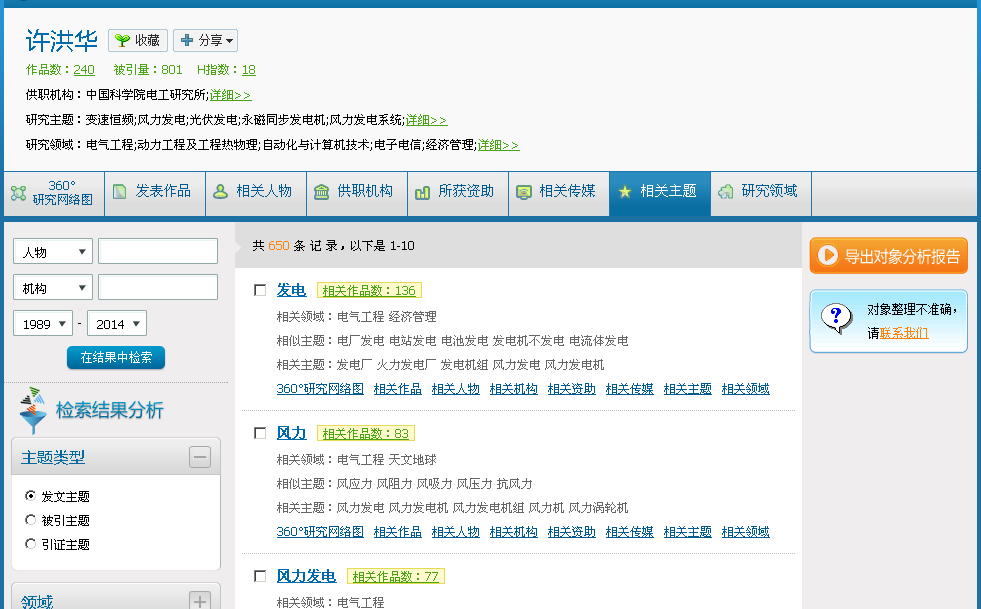 许洪华 收藏 分享
作品数：240 被引量：801 H指数：18
供职机构：中国科学院电工研究所;详细>>
研究主题：变速恒频;风力发电;光伏发电;永磁同步发电机;风力发电系统;详细>>
研究领域：电气工程;动力工程及工程热物理;自动化与计算机技术;电子电信;经济管理;详细>>
360°
研究网络图 发表作品 相关人物 供职机构 所获资助 相关传媒 相关主题 研究领域
人物
机构
1989 - 2014
在结果中检索
检索结果分析
主题类型
发文主题
被引主题
引证主题
领域
共 650 条 记 录，以下是 1-10
发电 相关作品数：136
相关领域：电气工程 经济管理
相似主题：电厂发电 电站发电 电池发电 发电机不发电 电流体发电
相关主题：发电厂 火力发电厂 发电机组 风力发电 风力发电机
360°研究网络图 相关作品 相关人物 相关机构 相关资助 相关传媒 相关主题 相关领域
风力 相关作品数：83
相关领域：电气工程 天文地球
相似主题：风应力 风阻力 风吸力 风压力 抗风力
相关主题：风力发电 风力发电机 风力发电机组 风力机 风力涡轮机
360°研究网络图 相关作品 相关人物 相关机构 相关资助 相关传媒 相关主题 相关领域
风力发电 相关作品数：77
相关领域：电气工程
导出对象分析报告
对象整理不准确，
请联系我们